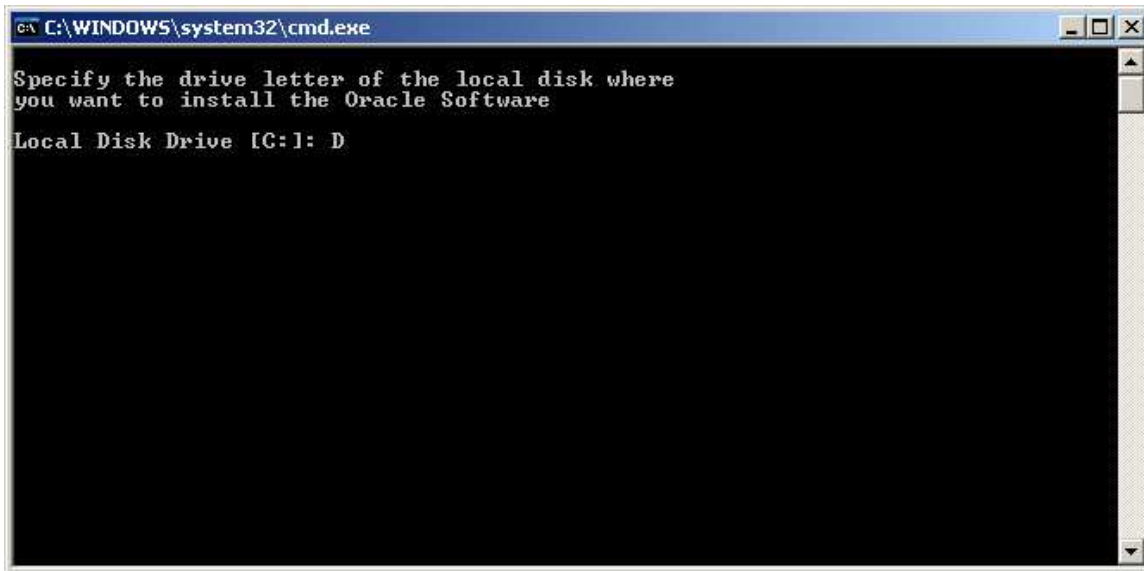 C:\WINDOWS\system32\cmd.exe
Specify the drive letter of the local disk where
you want to install the Oracle Software
Local Disk Drive [C:]: D